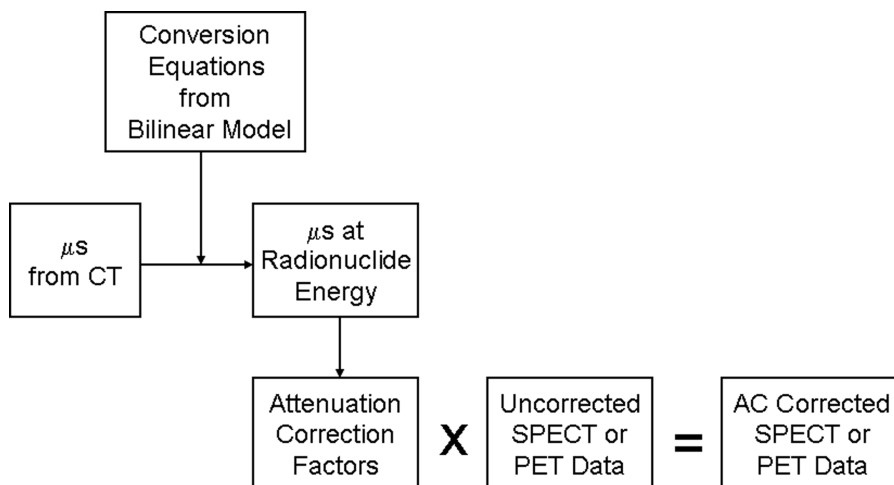 Conversion
Equations
from
Bilinear Model
μs
from CT
μs at
Radionuclide
Energy
Attenuation
Correction
Factors
X
Uncorrected
SPECT or
PET Data
=
AC Corrected
SPECT or
PET Data